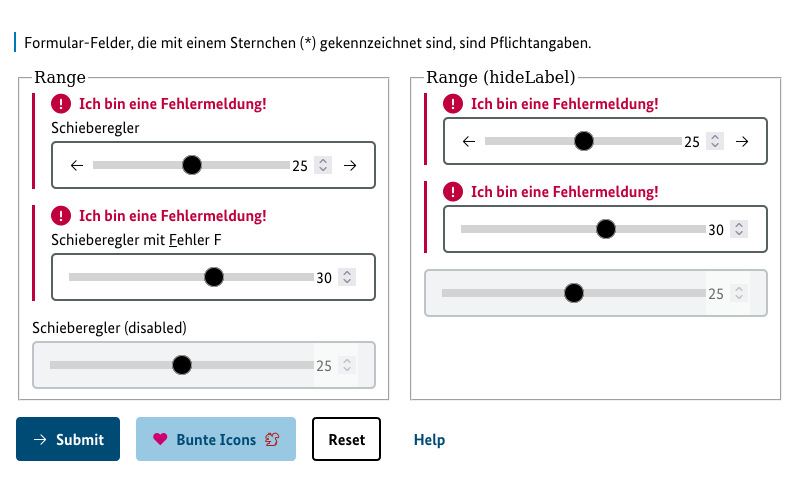 Formular-Felder, die mit einem Sternchen (*) gekennzeichnet sind, sind Pflichtangaben.
Range
Ich bin eine Fehlermeldung!
Schieberegler
25
Ich bin eine Fehlermeldung!
Schieberegler mit Fehler F
30
Schieberegler (disabled)
25
Range (hideLabel)
Ich bin eine Fehlermeldung!
25
Ich bin eine Fehlermeldung!
30
25
Submit
Bunte Icons
Reset
Help